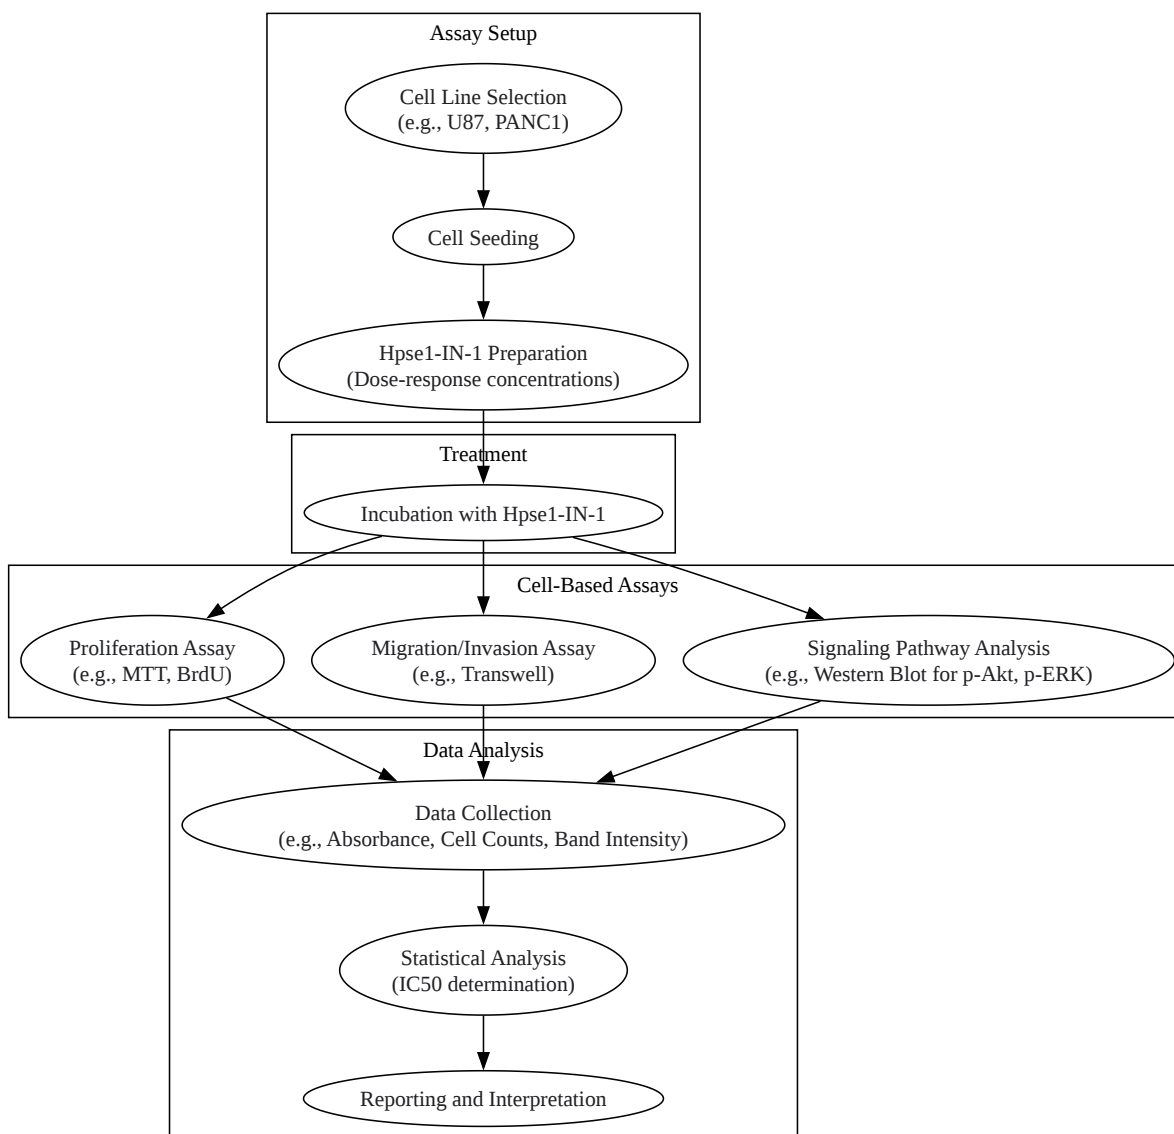 Assay Setup
Cell Line Selection
(e.g., U87, PANC1)
Cell Seeding
Hpse1-IN-1 Preparation
(Dose-response concentrations)
Treatment
Incubation with Hpse1-IN-1
Cell-Based Assays
Proliferation Assay
(e.g., MTT, BrdU)
Migration/Invasion Assay
(e.g., Transwell)
Signaling Pathway Analysis
(e.g., Western Blot for p-Akt, p-ERK)
Data Analysis
Data Collection
(e.g., Absorbance, Cell Counts, Band Intensity)
Statistical Analysis
(IC50 determination)
Reporting and Interpretation